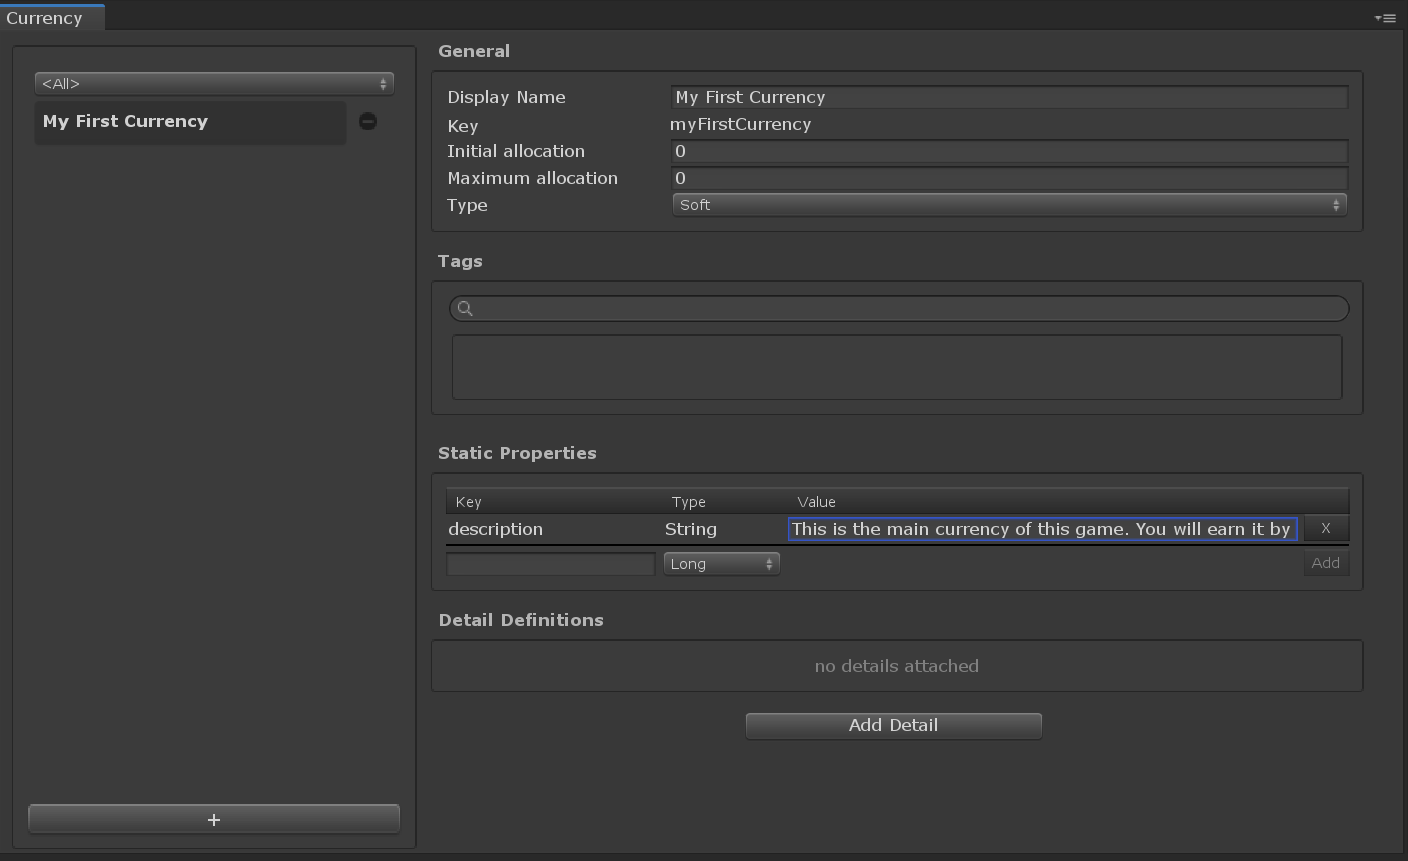 Currency
<All>
My First Currency
+
General
Display Name My First Currency
Key myFirstCurrency
Initial allocation 0
Maximum allocation 0
Type Soft
Tags
Static Properties
Key Type Value
description String This is the main currency of this game. You will earn it by X
Long Add
Detail Definitions
no details attached
Add Detail